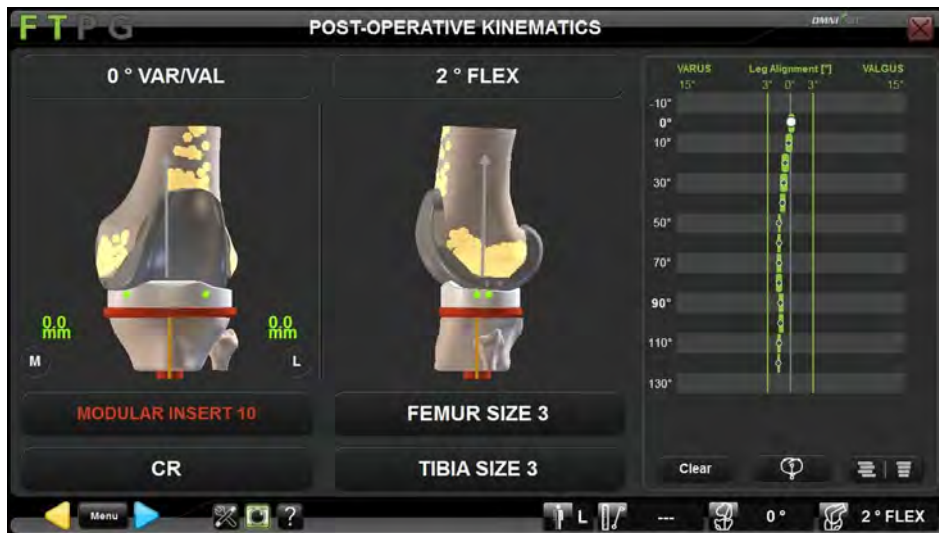 FTPG
POST-OPERATIVE KINEMATICS
0 ° VAR/VAL
2 ° FLEX
0.0
mm
0.0
mm
M
L
MODULAR INSERT 10
FEMUR SIZE 3
CR
TIBIA SIZE 3
VARUS Leg Alignment [°] VALGUS
15° 3° 0° 3° 15°
-10°
0°
10°
30°
50°
70°
90°
110°
130°
Clear
Menu
?
L
---
0 °
2 ° FLEX